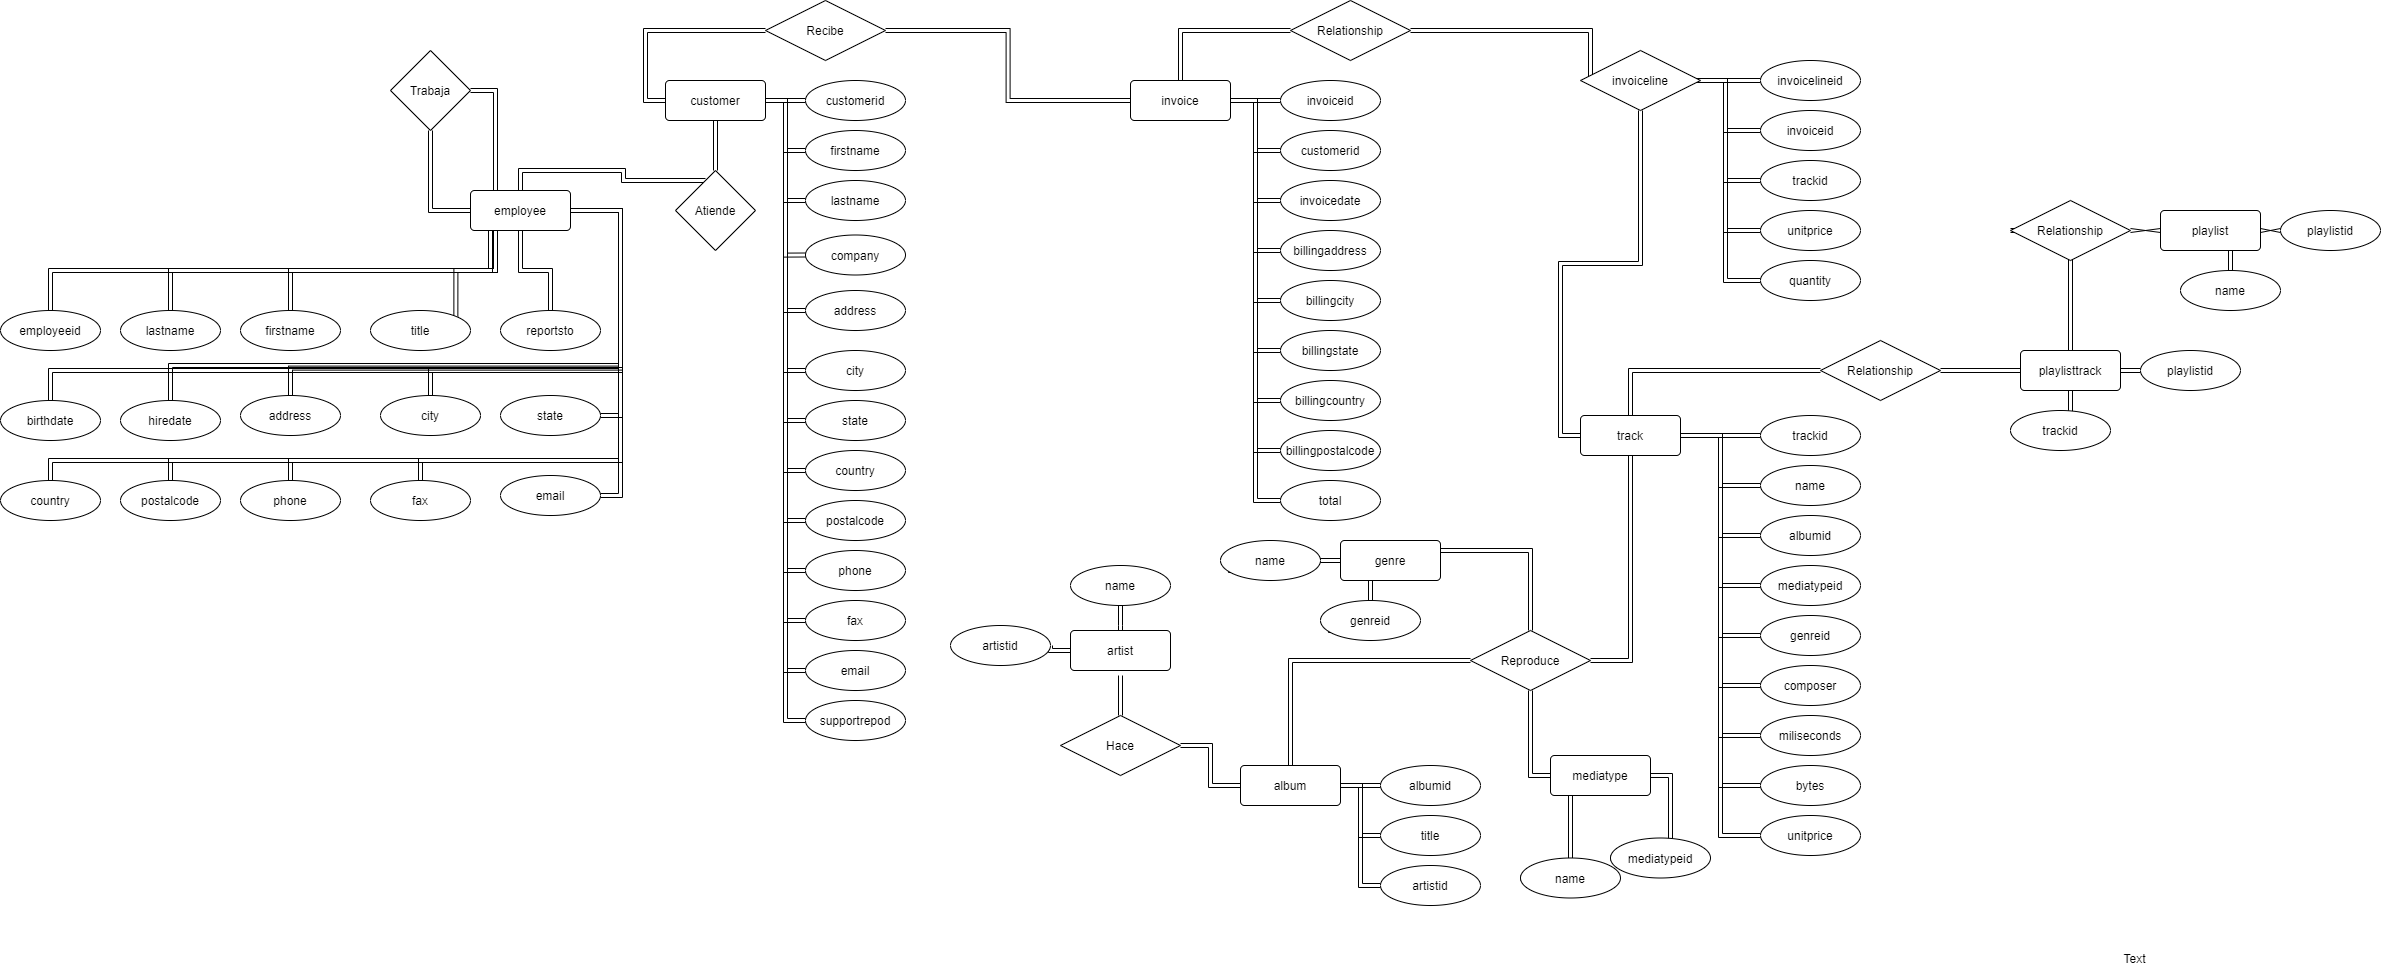 Recibe
Relationship
Trabaja
customer
customerid
firstname
lastname
company
address
city
state
country
postalcode
phone
fax
email
supportrepod
Atiende
employee
employeeid
lastname
firstname
title
reportsto
birthdate
hiredate
address
city
state
country
postalcode
phone
fax
email
invoice
invoiceid
customerid
invoicedate
billingaddress
billingcity
billingstate
billingcountry
billingpostalcode
total
invoiceline
invoicelineid
invoiceid
trackid
unitprice
quantity
Relationship
playlist
playlistid
name
Relationship
playlisttrack
playlistid
trackid
track
trackid
name
albumid
mediatypeid
genreid
composer
miliseconds
bytes
unitprice
name
genre
genreid
name
artistid
artist
Reproduce
Hace
album
albumid
title
artistid
mediatype
mediatypeid
name
Text